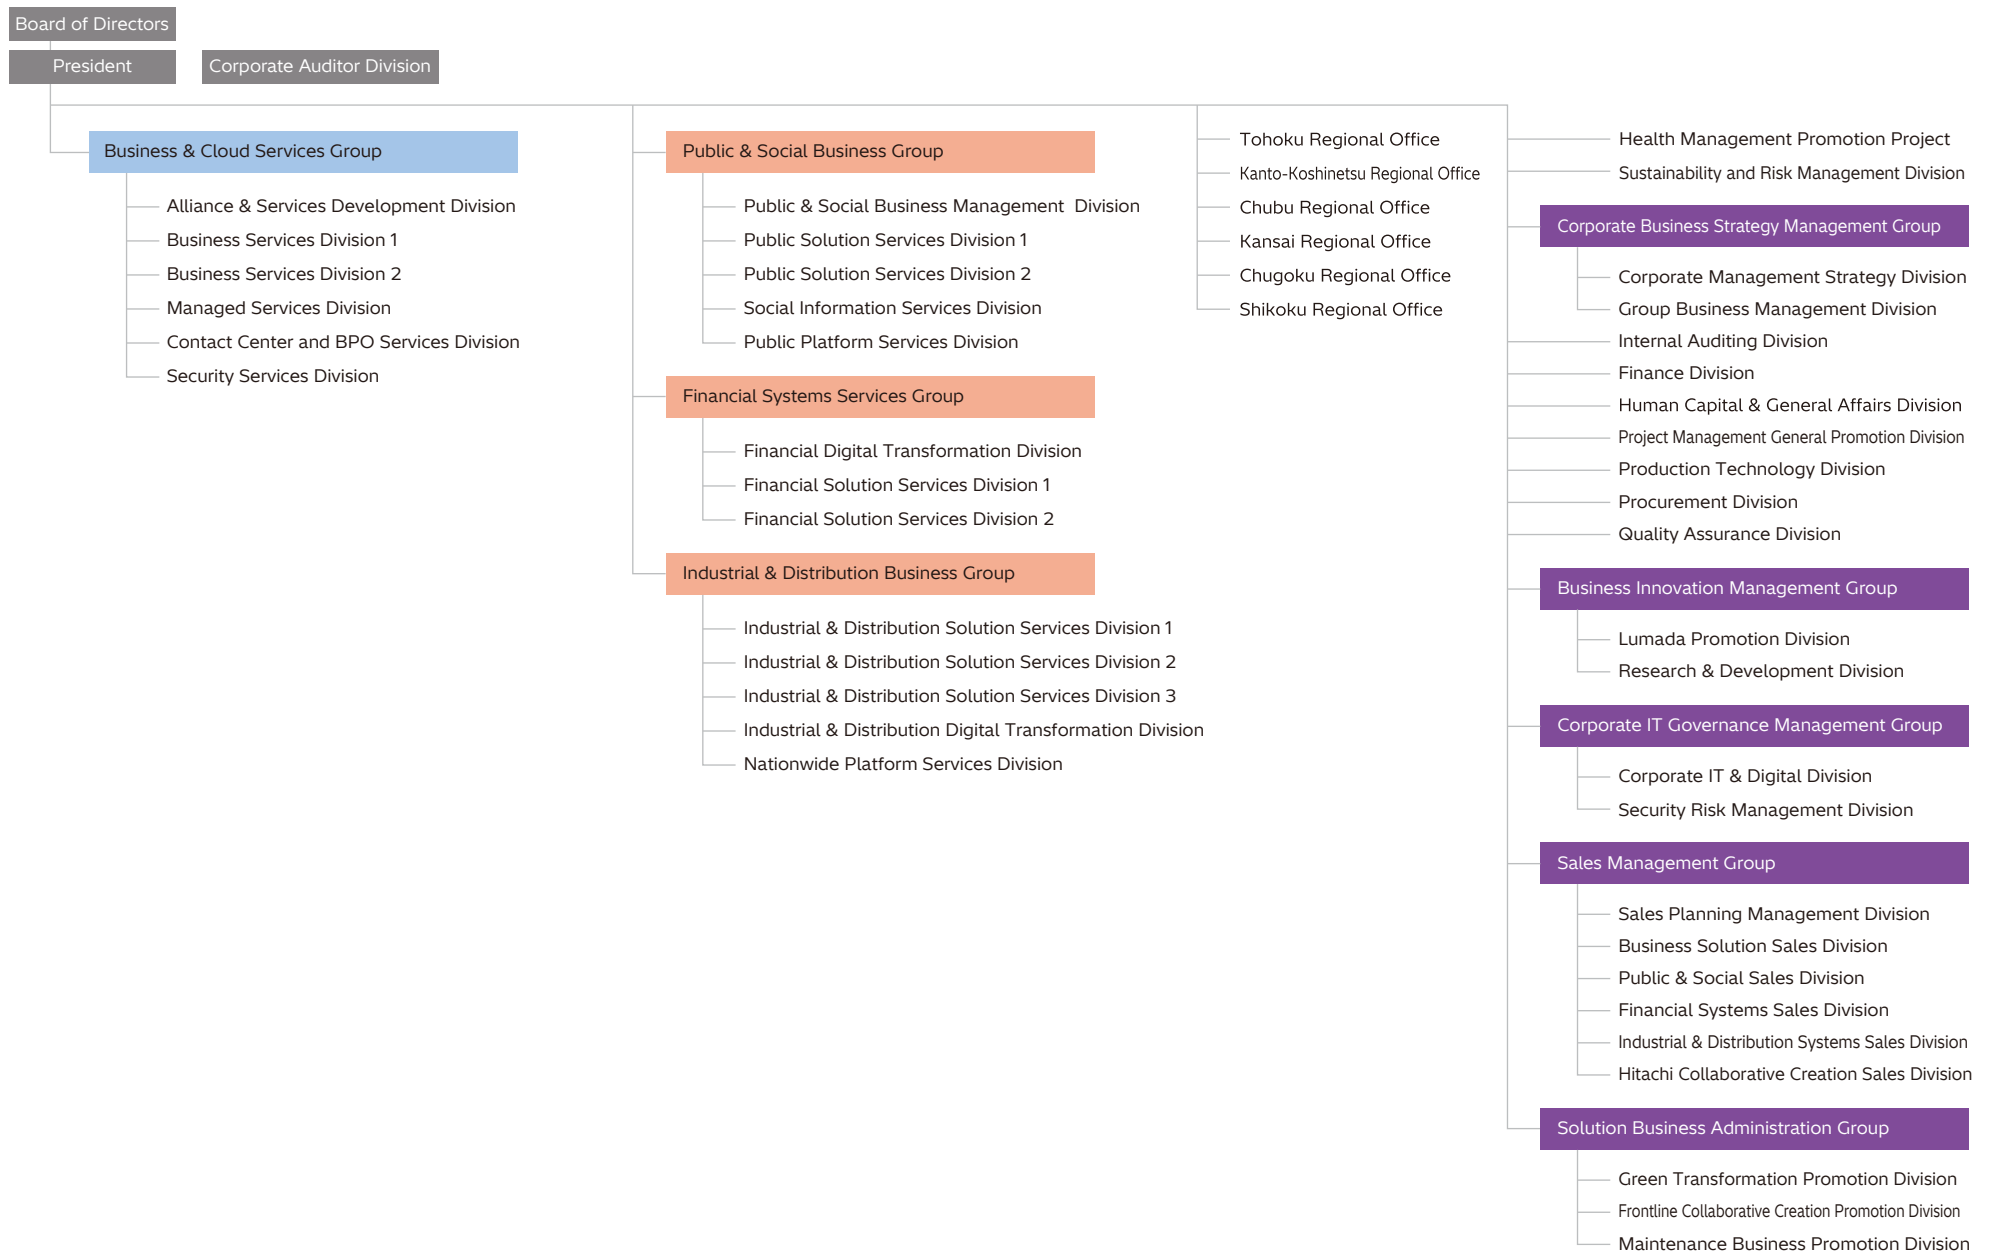 Board of Directors
President
Corporate Auditor Division
Business & Cloud Services Group
Alliance & Services Development Division
Business Services Division 1
Business Services Division 2
Managed Services Division
Contact Center and BPO Services Division
Security Services Division
Public & Social Business Group
Public & Social Business Management Division
Public Solution Services Division 1
Public Solution Services Division 2
Social Information Services Division
Public Platform Services Division
Financial Systems Services Group
Financial Digital Transformation Division
Financial Solution Services Division 1
Financial Solution Services Division 2
Industrial & Distribution Business Group
Industrial & Distribution Solution Services Division 1
Industrial & Distribution Solution Services Division 2
Industrial & Distribution Solution Services Division 3
Industrial & Distribution Digital Transformation Division
Nationwide Platform Services Division
Tohoku Regional Office
Kanto-Koshinetsu Regional Office
Chubu Regional Office
Kansai Regional Office
Chugoku Regional Office
Shikoku Regional Office
Health Management Promotion Project
Sustainability and Risk Management Division
Corporate Business Strategy Management Group
Corporate Management Strategy Division
Group Business Management Division
Internal Auditing Division
Finance Division
Human Capital & General Affairs Division
Project Management General Promotion Division
Production Technology Division
Procurement Division
Quality Assurance Division
Business Innovation Management Group
Lumada Promotion Division
Research & Development Division
Corporate IT Governance Management Group
Corporate IT & Digital Division
Security Risk Management Division
Sales Management Group
Sales Planning Management Division
Business Solution Sales Division
Public & Social Sales Division
Financial Systems Sales Division
Industrial & Distribution Systems Sales Division
Hitachi Collaborative Creation Sales Division
Solution Business Administration Group
Green Transformation Promotion Division
Frontline Collaborative Creation Promotion Division
Maintenance Business Promotion Division